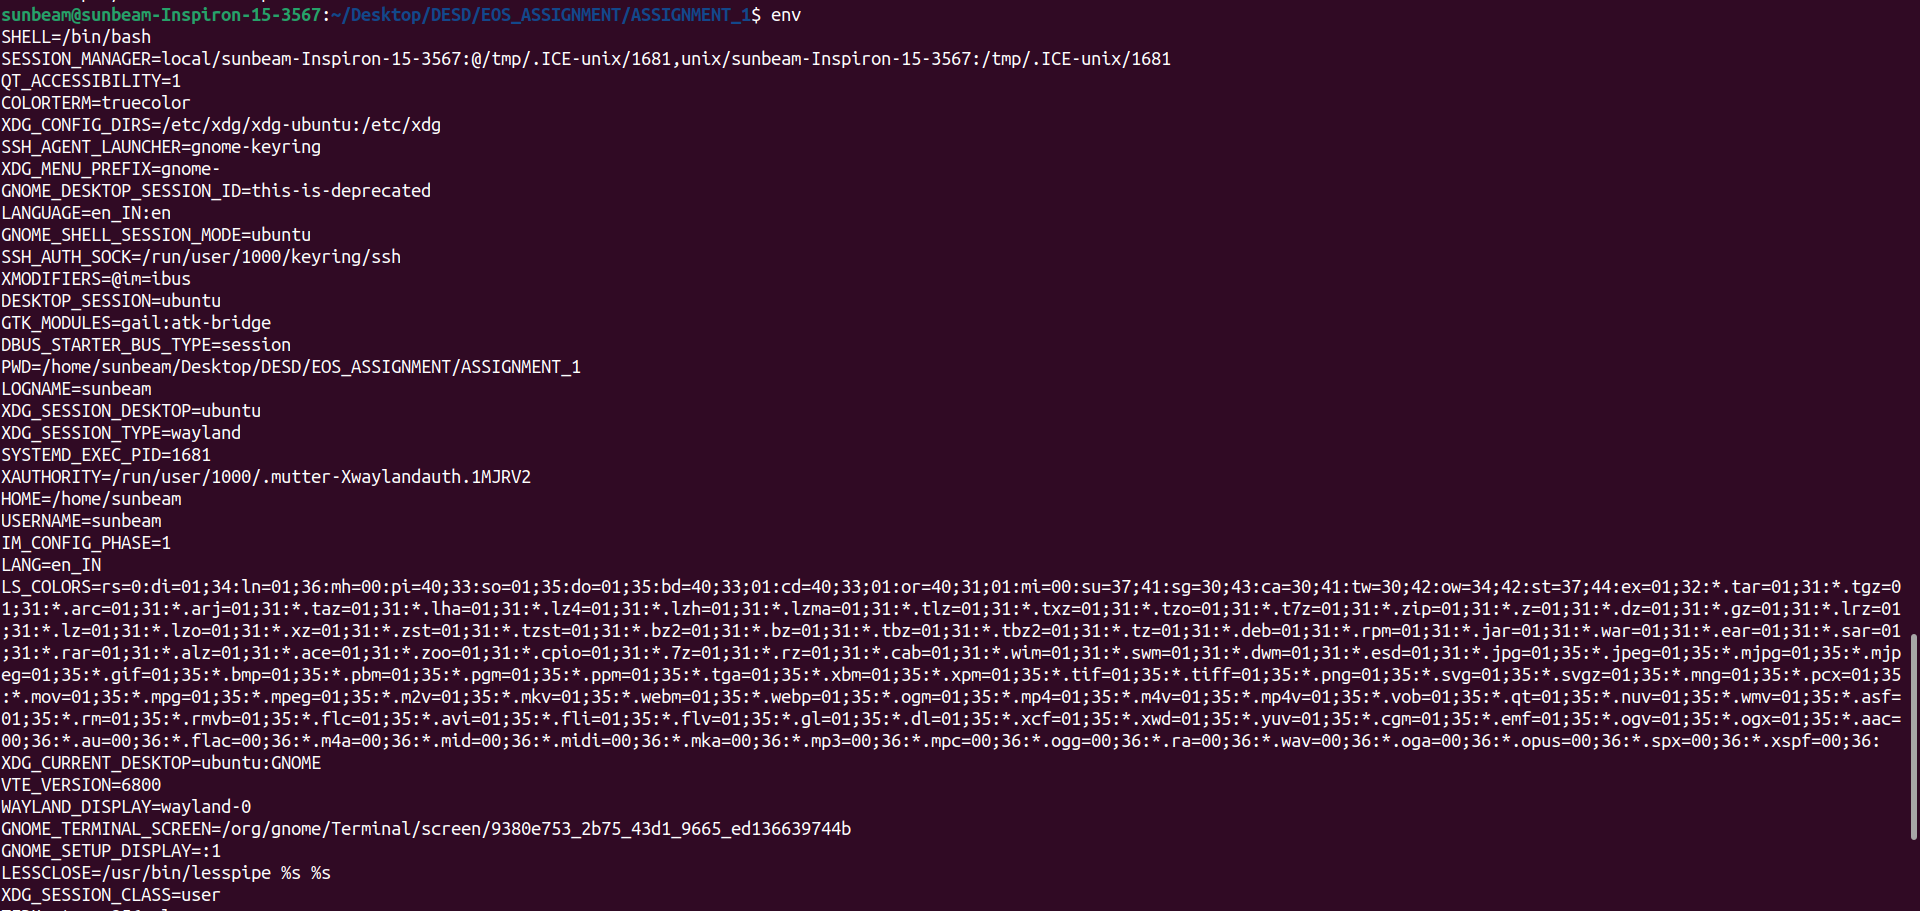 sunbeam@sunbeam-Inspiron-15-3567:~/Desktop/DESD/EOS_ASSIGNMENT/ASSIGNMENT_1$ env
SHELL=/bin/bash
SESSION_MANAGER=local/sunbeam-Inspiron-15-3567:@/tmp/.ICE-unix/1681,unix/sunbeam-Inspiron-15-3567:/tmp/.ICE-unix/1681
QT_ACCESSIBILITY=1
COLORTERM=truecolor
XDG_CONFIG_DIRS=/etc/xdg/xdg-ubuntu:/etc/xdg
SSH_AGENT_LAUNCHER=gnome-keyring
XDG_MENU_PREFIX=gnome-
GNOME_DESKTOP_SESSION_ID=this-is-deprecated
LANGUAGE=en_IN:en
GNOME_SHELL_SESSION_MODE=ubuntu
SSH_AUTH_SOCK=/run/user/1000/keyring/ssh
XMODIFIERS=@im=ibus
DESKTOP_SESSION=ubuntu
GTK_MODULES=gail:atk-bridge
DBUS_STARTER_BUS_TYPE=session
PWD=/home/sunbeam/Desktop/DESD/EOS_ASSIGNMENT/ASSIGNMENT_1
LOGNAME=sunbeam
XDG_SESSION_DESKTOP=ubuntu
XDG_SESSION_TYPE=wayland
SYSTEMD_EXEC_PID=1681
XAUTHORITY=/run/user/1000/.mutter-Xwaylandauth.1MJRV2
HOME=/home/sunbeam
USERNAME=sunbeam
IM_CONFIG_PHASE=1
LANG=en_IN
LS_COLORS=rs=0:di=01;34:ln=01;36:mh=00:pi=40;33:so=01;35:do=01;35:bd=40;33;01:cd=40;33;01:or=40;31;01:mi=00:su=37;41:sg=30;43:ca=30;41:tw=30;42:ow=34;42:st=37;44:ex=01;32:*.tar=01;31:*.tgz=0
1;31:*.arc=01;31:*.arj=01;31:*.taz=01;31:*.lha=01;31:*.lz4=01;31:*.lzh=01;31:*.lzma=01;31:*.tlz=01;31:*.txz=01;31:*.tzo=01;31:*.t7z=01;31:*.zip=01;31:*.z=01;31:*.dz=01;31:*.gz=01;31:*.lrz=01
;31:*.lz=01;31:*.lzo=01;31:*.xz=01;31:*.zst=01;31:*.tzst=01;31:*.bz2=01;31:*.bz=01;31:*.tbz=01;31:*.tbz2=01;31:*.tz=01;31:*.deb=01;31:*.rpm=01;31:*.jar=01;31:*.war=01;31:*.ear=01;31:*.sar=01
;31:*.rar=01;31:*.alz=01;31:*.ace=01;31:*.zoo=01;31:*.cpio=01;31:*.7z=01;31:*.rz=01;31:*.cab=01;31:*.wim=01;31:*.swm=01;31:*.dwm=01;31:*.esd=01;31:*.jpg=01;35:*.jpeg=01;35:*.mjpg=01;35:*.mjp
eg=01;35:*.gif=01;35:*.bmp=01;35:*.pbm=01;35:*.pgm=01;35:*.ppm=01;35:*.tga=01;35:*.xbm=01;35:*.xpm=01;35:*.tif=01;35:*.tiff=01;35:*.png=01;35:*.svg=01;35:*.svgz=01;35:*.mng=01;35:*.pcx=01;35
:*.mov=01;35:*.mpg=01;35:*.mpeg=01;35:*.m2v=01;35:*.mkv=01;35:*.webm=01;35:*.webp=01;35:*.ogm=01;35:*.mp4=01;35:*.m4v=01;35:*.mp4v=01;35:*.vob=01;35:*.qt=01;35:*.nuv=01;35:*.wmv=01;35:*.asf=
01;35:*.rm=01;35:*.rmvb=01;35:*.flc=01;35:*.avi=01;35:*.fli=01;35:*.flv=01;35:*.gl=01;35:*.dl=01;35:*.xcf=01;35:*.xwd=01;35:*.yuv=01;35:*.cgm=01;35:*.emf=01;35:*.ogv=01;35:*.ogx=01;35:*.aac=
00;36:*.au=00;36:*.flac=00;36:*.m4a=00;36:*.mid=00;36:*.midi=00;36:*.mka=00;36:*.mp3=00;36:*.mpc=00;36:*.ogg=00;36:*.ra=00;36:*.wav=00;36:*.oga=00;36:*.opus=00;36:*.spx=00;36:*.xspf=00;36:
XDG_CURRENT_DESKTOP=ubuntu:GNOME
VTE_VERSION=6800
WAYLAND_DISPLAY=wayland-0
GNOME_TERMINAL_SCREEN=/org/gnome/Terminal/screen/9380e753_2b75_43d1_9665_ed136639744b
GNOME_SETUP_DISPLAY=:1
LESSCLOSE=/usr/bin/lesspipe %s %s
XDG_SESSION_CLASS=user